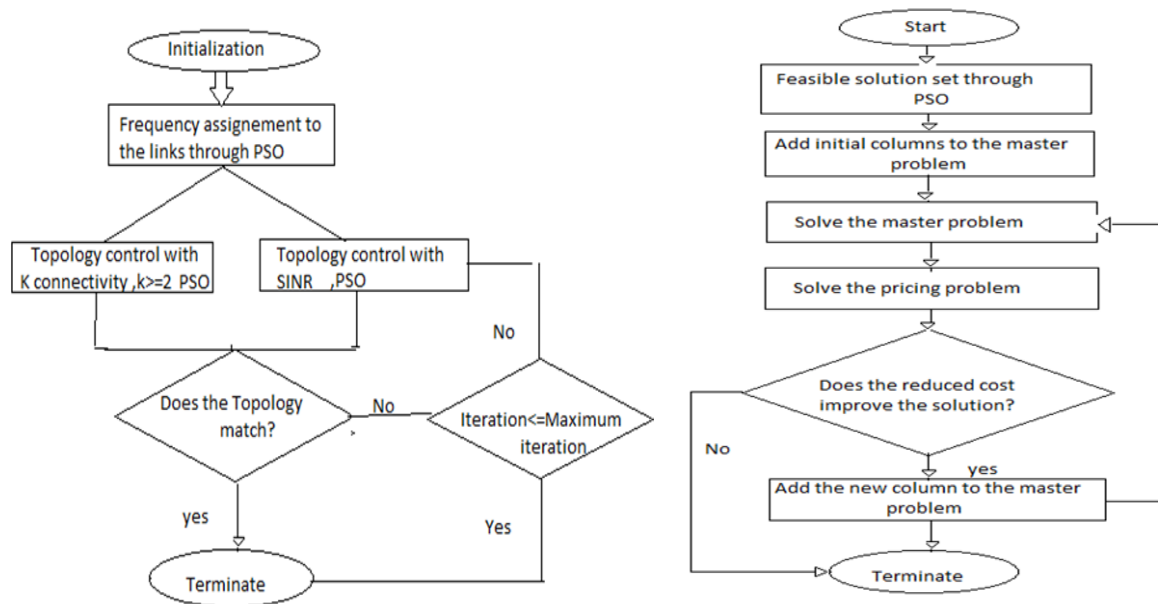 Initialization
Frequency assignement to
the links through PSO
Topology control with
K connectivity ,k>=2 PSO
Topology control with
SINR ,PSO
No
Does the Topology
match?
No
Iteration<=Maximum
iteration
yes
Yes
Terminate
Start
Feasible solution set through
PSO
Add initial columns to the master
problem
Solve the master problem
Solve the pricing problem
Does the reduced cost
improve the solution?
No
yes
Add the new column to the master
problem
Terminate